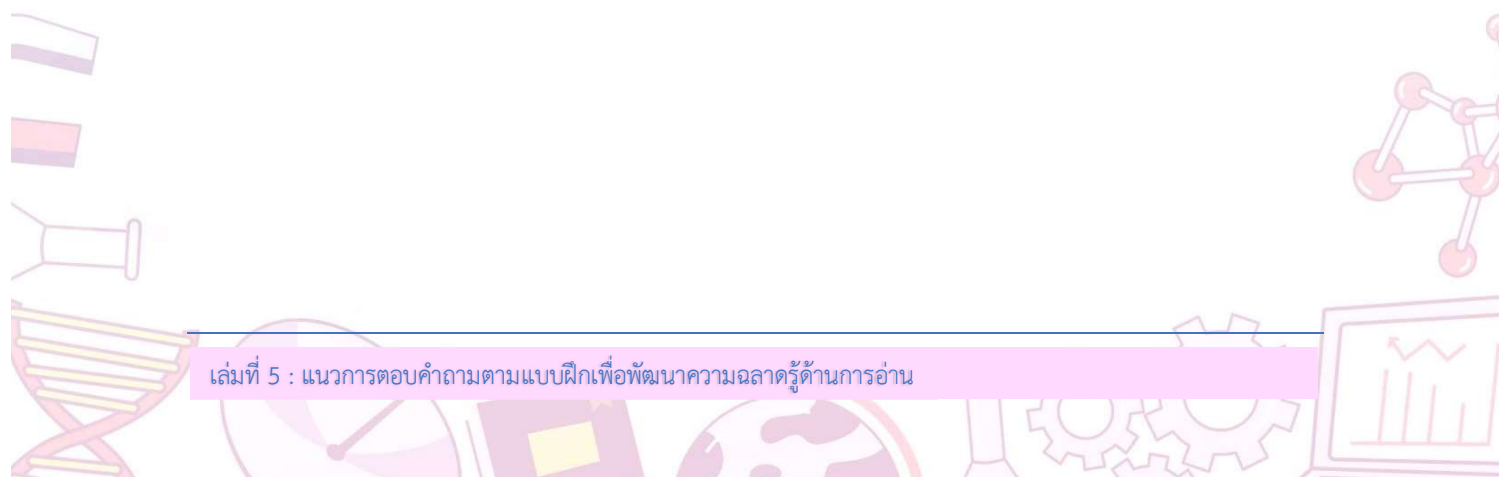 เล่มที่ 5 : แนวการตอบคำถามตามแบบฝึกเพื่อพัฒนาความฉลาดรู้ด้านการอ่าน